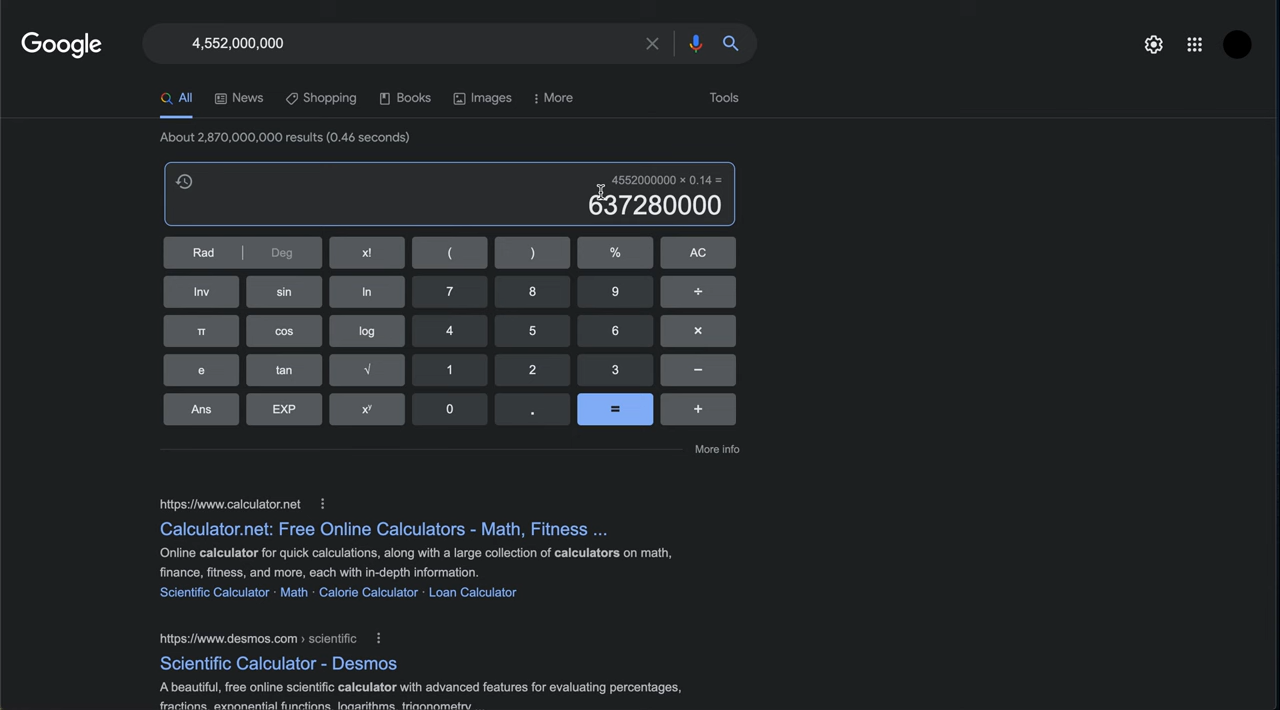 Google
4,552,000,000
All News Shopping Books Images More Tools
About 2,870,000,000 results (0.46 seconds)
4552000000 × 0.14 =
637280000
Rad Deg x! ( ) % AC
Inv sin ln 7 8 9 ÷
π cos log 4 5 6 ×
e tan √ 1 2 3 −
Ans EXP xʸ 0 . = +
More info
https://www.calculator.net
Calculator.net: Free Online Calculators - Math, Fitness ...
Online calculator for quick calculations, along with a large collection of calculators on math,
finance, fitness, and more, each with in-depth information.
Scientific Calculator · Math · Calorie Calculator · Loan Calculator
https://www.desmos.com › scientific
Scientific Calculator - Desmos
A beautiful, free online scientific calculator with advanced features for evaluating percentages,
fractions, exponential functions, logarithms, trigonometry